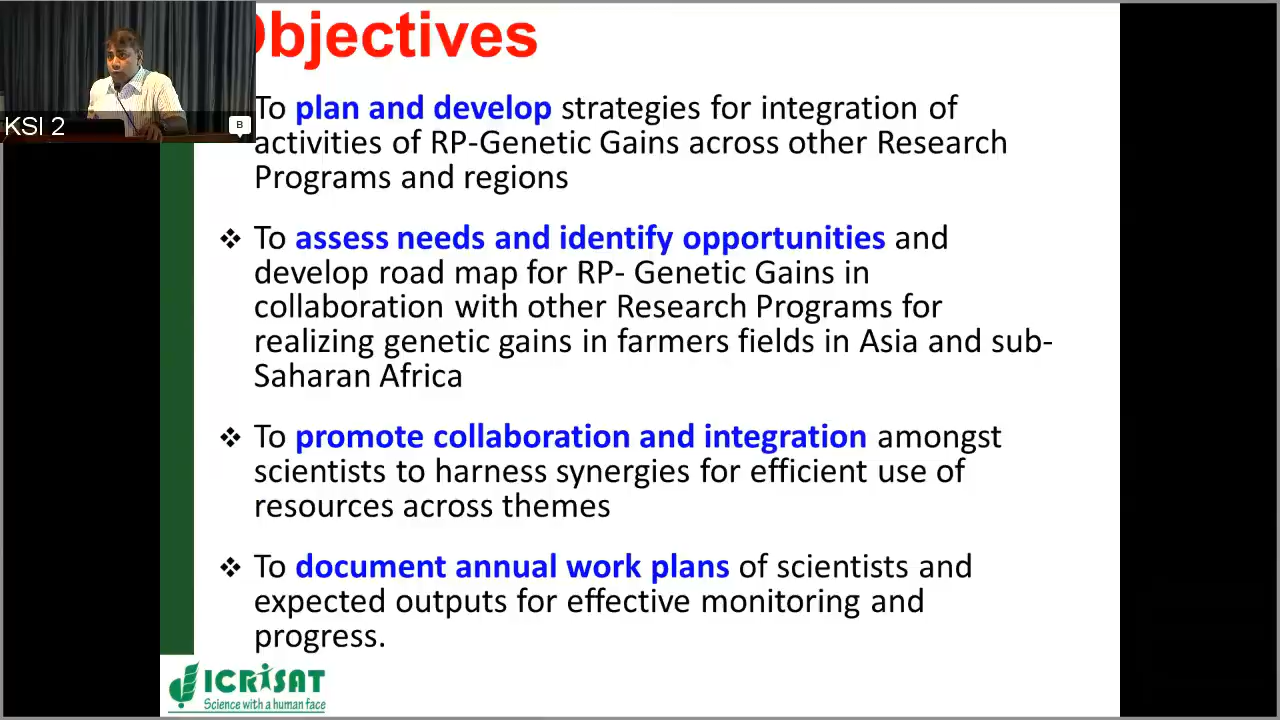 bjectives
KSI 2
B
To plan and develop strategies for integration of
activities of RP-Genetic Gains across other Research
Programs and regions
❖ To assess needs and identify opportunities and
develop road map for RP- Genetic Gains in
collaboration with other Research Programs for
realizing genetic gains in farmers fields in Asia and sub-
Saharan Africa
❖ To promote collaboration and integration amongst
scientists to harness synergies for efficient use of
resources across themes
❖ To document annual work plans of scientists and
expected outputs for effective monitoring and
progress.
ICRISAT
Science with a human face